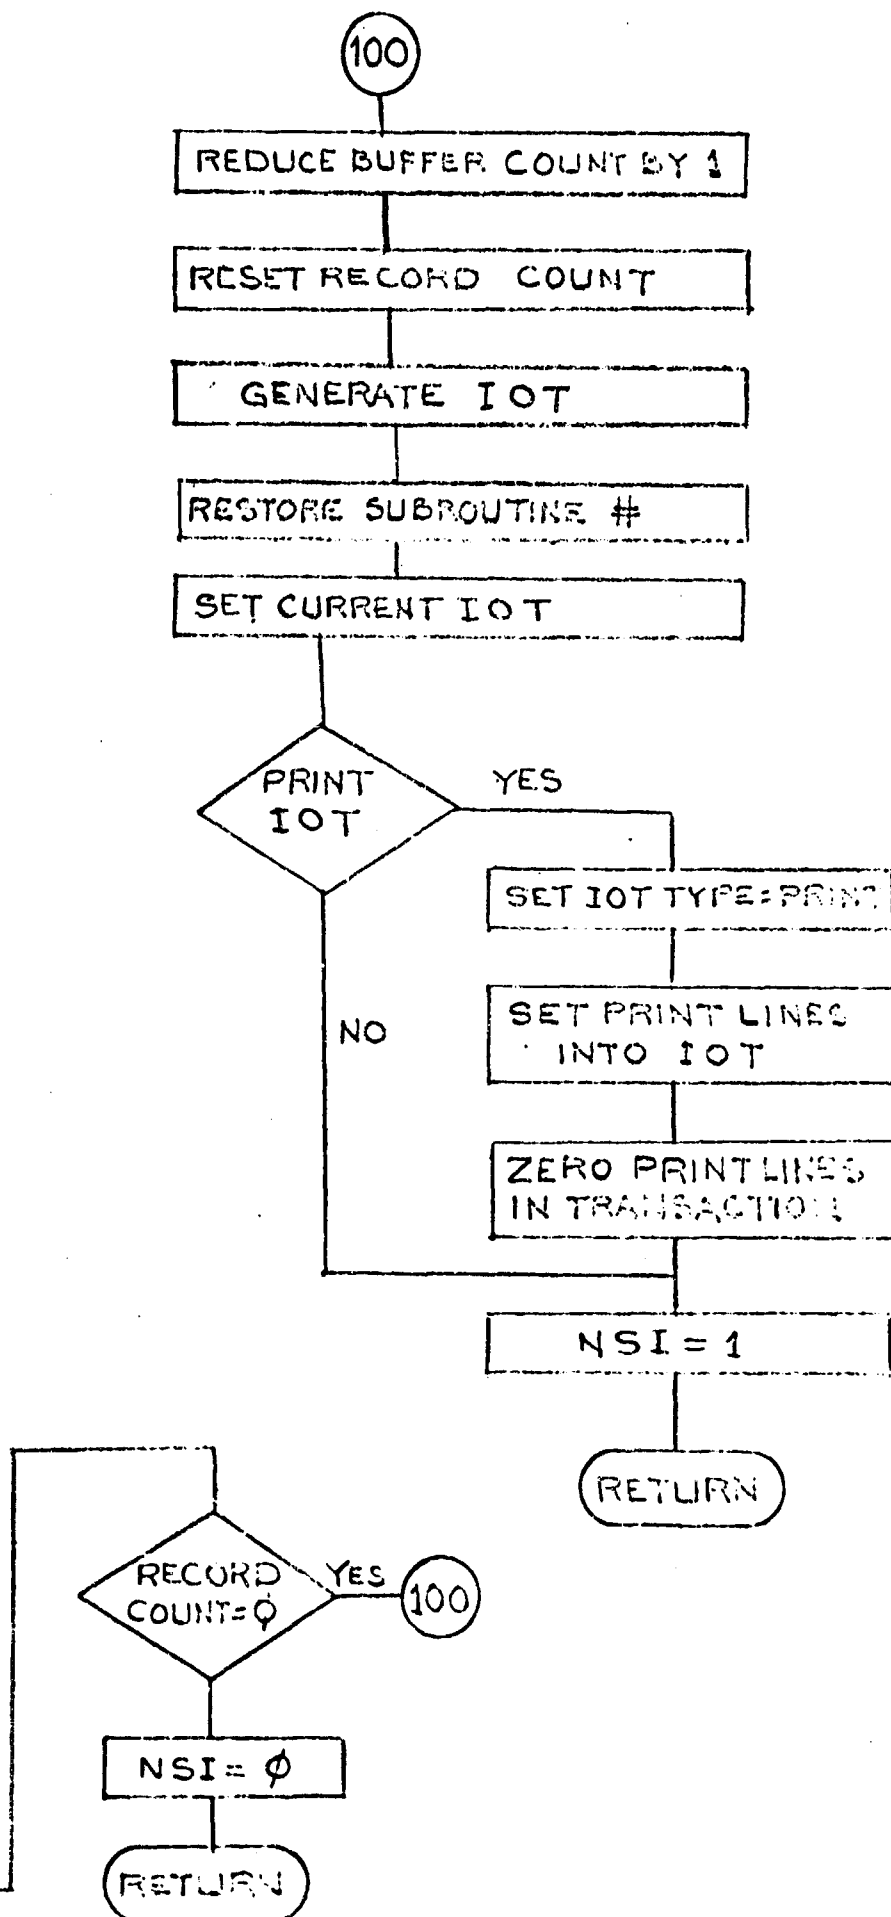 100
REDUCE BUFFER COUNT BY 1
RESET RECORD COUNT
GENERATE IOT
RESTORE SUBROUTINE #
SET CURRENT IOT
PRINT
IOT
YES
SET IOT TYPE=PRINT
SET PRINT LINES
INTO IOT
NO
ZERO PRINT LINES
IN TRANSACTION
NSI = 1
RETURN
RECORD
COUNT=Ø
YES
100
NSI = Ø
RETURN